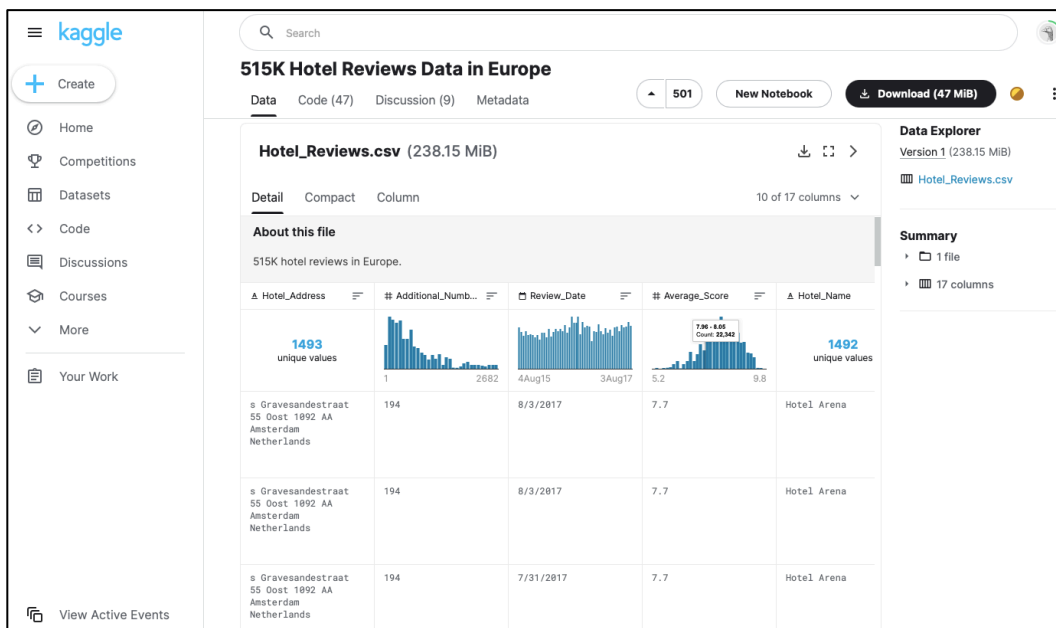 kaggle
Search
Create
Home
Competitions
Datasets
Code
Discussions
Courses
More
Your Work
View Active Events
515K Hotel Reviews Data in Europe
Data Code (47) Discussion (9) Metadata
501 New Notebook Download (47 MiB)
Hotel_Reviews.csv (238.15 MiB)
Detail Compact Column 10 of 17 columns
About this file
515K hotel reviews in Europe.
A Hotel_Address # Additional_Numb... Review_Date # Average_Score A Hotel_Name
1493
unique values
1 2682
4Aug15 3Aug17
7.96 - 8.05
Count: 22,342
5.2 9.8
1492
unique values
s Gravesandestraat
55 Oost 1092 AA
Amsterdam
Netherlands
194 8/3/2017 7.7 Hotel Arena
s Gravesandestraat
55 Oost 1092 AA
Amsterdam
Netherlands
194 8/3/2017 7.7 Hotel Arena
s Gravesandestraat
55 Oost 1092 AA
Amsterdam
Netherlands
194 7/31/2017 7.7 Hotel Arena
Data Explorer
Version 1 (238.15 MiB)
Hotel_Reviews.csv
Summary
1 file
17 columns